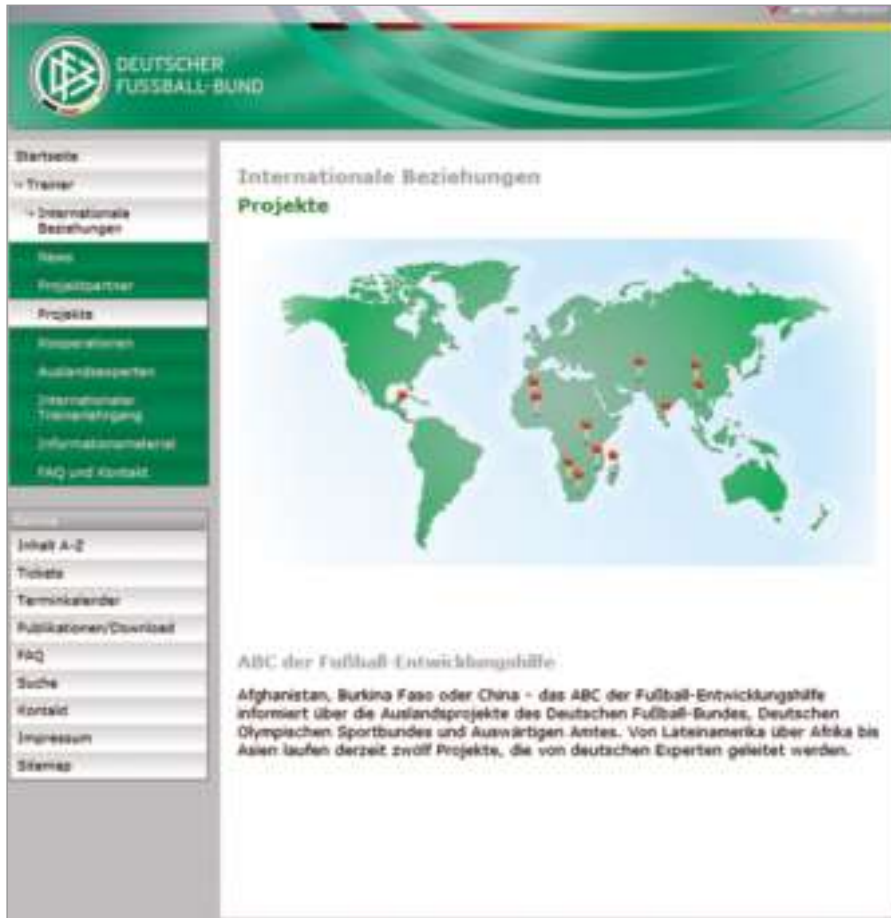 DFB
DEUTSCHER
FUSSBALL-BUND
Startseite
Trainer
Internationale
Beziehungen
News
Projektpartner
Projekte
Kooperationen
Auslandsexperten
Internationaler
Trainerlehrgang
Informationsmaterial
FAQ und Kontakt
Inhalt A-Z
Tickets
Terminkalender
Publikationen/Download
FAQ
Suche
Kontakt
Impressum
Sitemap
Internationale Beziehungen
Projekte
ABC der Fußball-Entwicklungshilfe
Afghanistan, Burkina Faso oder China - das ABC der Fußball-Entwicklungshilfe
informiert über die Auslandsprojekte des Deutschen Fußball-Bundes, Deutschen
Olympischen Sportbundes und Auswärtigen Amtes. Von Lateinamerika über Afrika bis
Asien laufen derzeit zwölf Projekte, die von deutschen Experten geleitet werden.